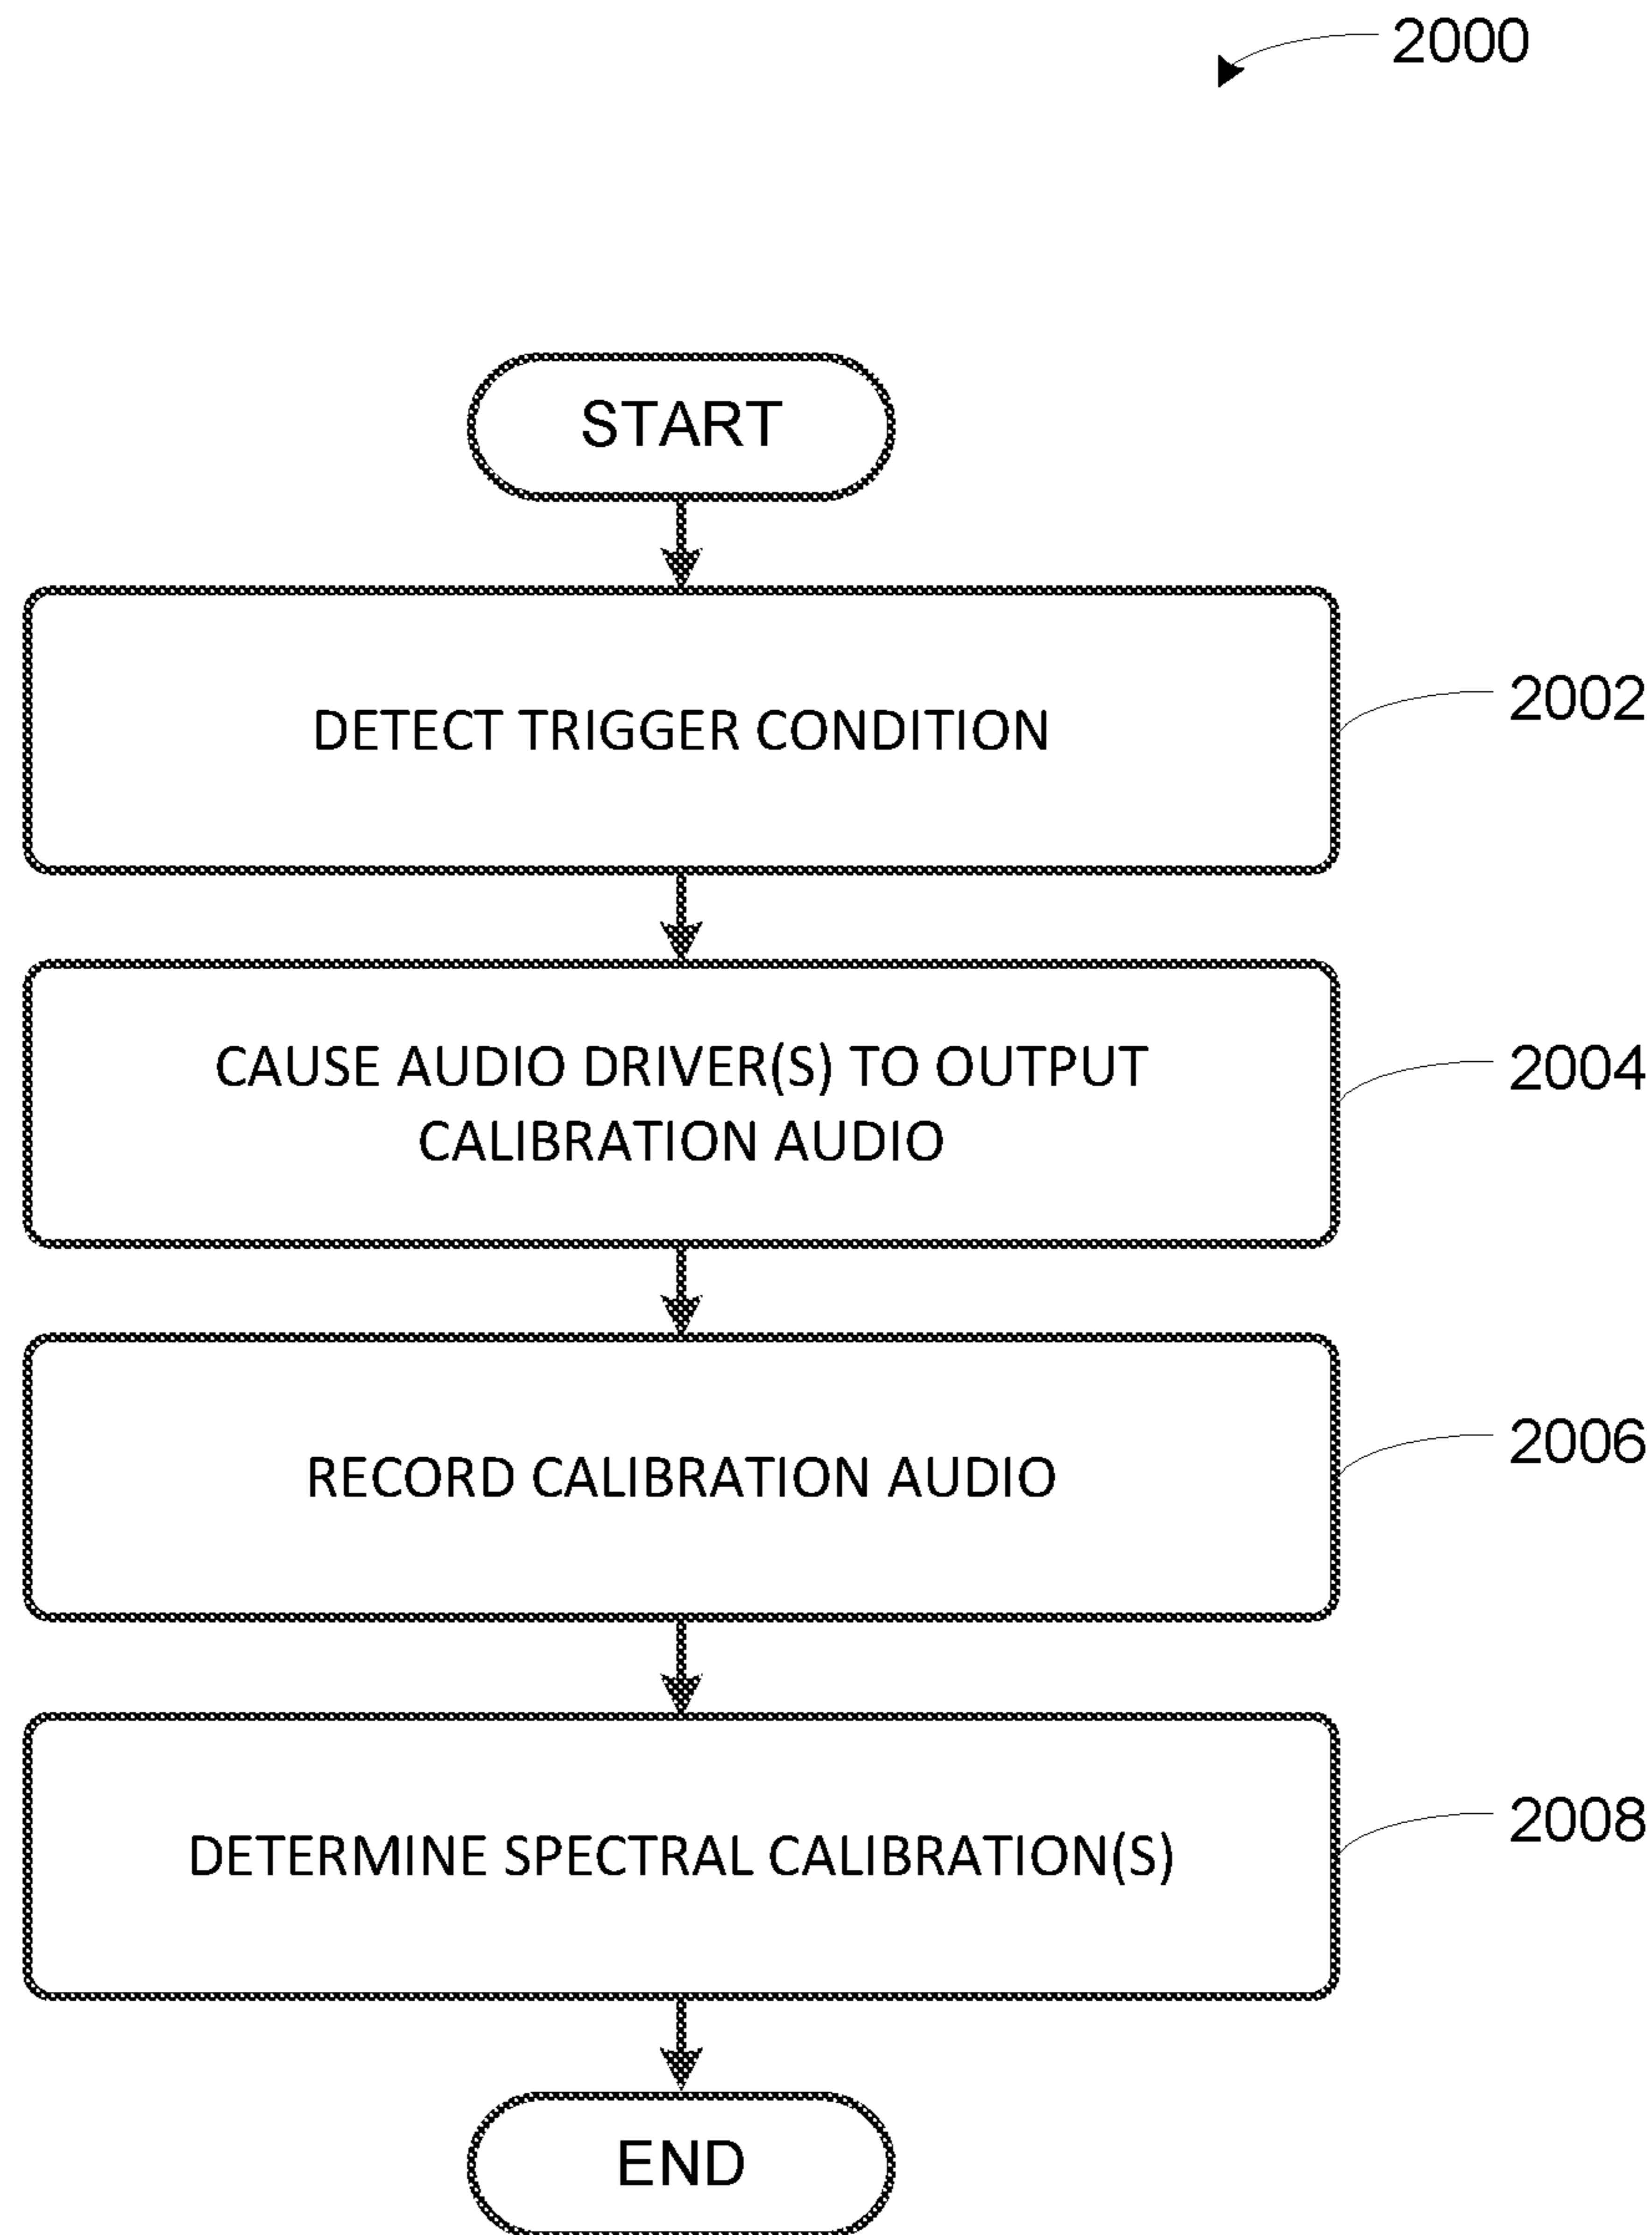 2000
START
DETECT TRIGGER CONDITION
2002
CAUSE AUDIO DRIVER(S) TO OUTPUT
CALIBRATION AUDIO
2004
RECORD CALIBRATION AUDIO
2006
DETERMINE SPECTRAL CALIBRATION(S)
2008
END